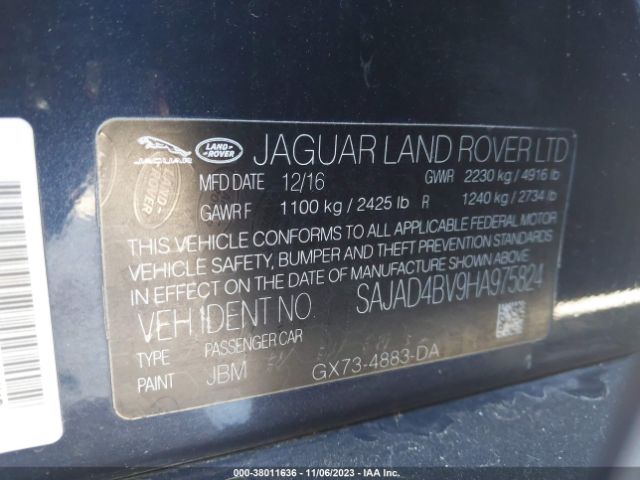 JAGUAR LAND-ROVER JAGUAR LAND ROVER LTD
MFD DATE 12/16 GVWR 2230 kg / 4916 lb
GAWR F 1100 kg / 2425 lb R 1240 kg / 2734 lb
THIS VEHICLE CONFORMS TO ALL APPLICABLE FEDERAL MOTOR
VEHICLE SAFETY, BUMPER AND THEFT PREVENTION STANDARDS
IN EFFECT ON THE DATE OF MANUFACTURE SHOWN ABOVE
VEH IDENT NO. SAJAD4BV9HA975824
TYPE PASSENGER CAR
PAINT JBM GX73-4883-DA
000-38011636 - 11/06/2023 - IAAI.COM